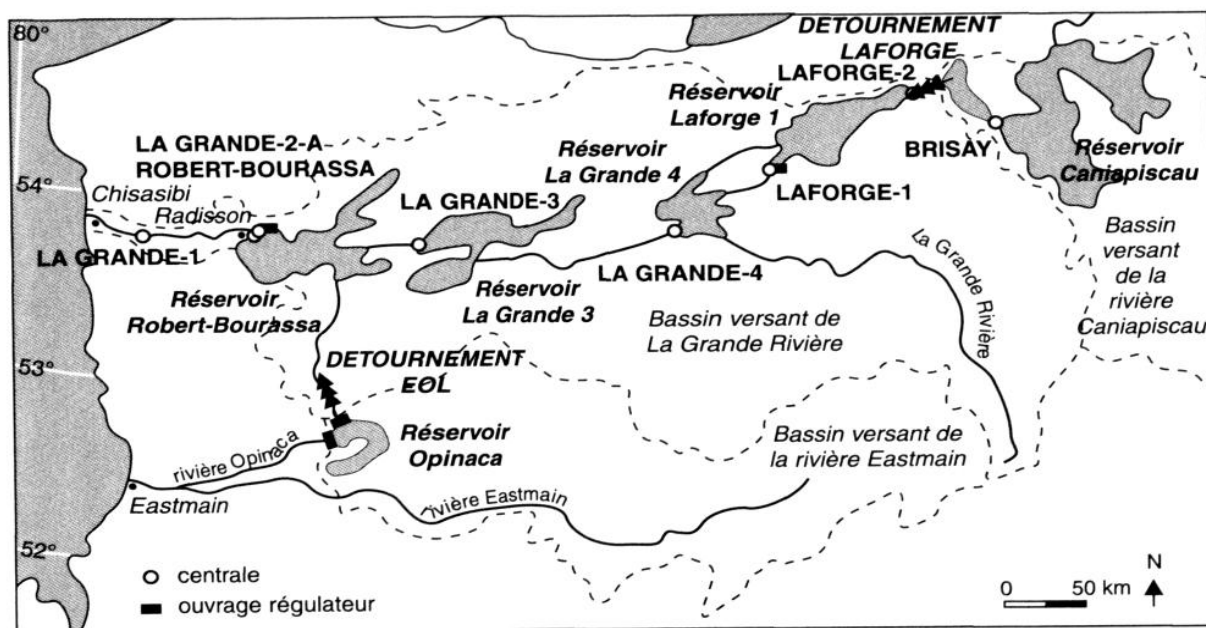 80°
DETOURNEMENT
LAFORGE
LAFORGE-2
Réservoir
Laforge 1
BRISAY
Réservoir
Caniapiscau
LA GRANDE-2-A
ROBERT-BOURASSA
Réservoir
La Grande 4
LAFORGE-1
54°
Chisasibi
Radisson
LA GRANDE-3
LA GRANDE-1
LA GRANDE-4
La Grande Rivière
Bassin
versant
de la
rivière
Caniapiscau
Réservoir
Robert-Bourassa
Réservoir
La Grande 3
Bassin versant de
La Grande Rivière
53°
DETOURNEMENT
EOL
Réservoir
Opinaca
Bassin versant de
la rivière Eastmain
rivière Opinaca
Eastmain
rivière Eastmain
52°
centrale
ouvrage régulateur
0 50 km
N